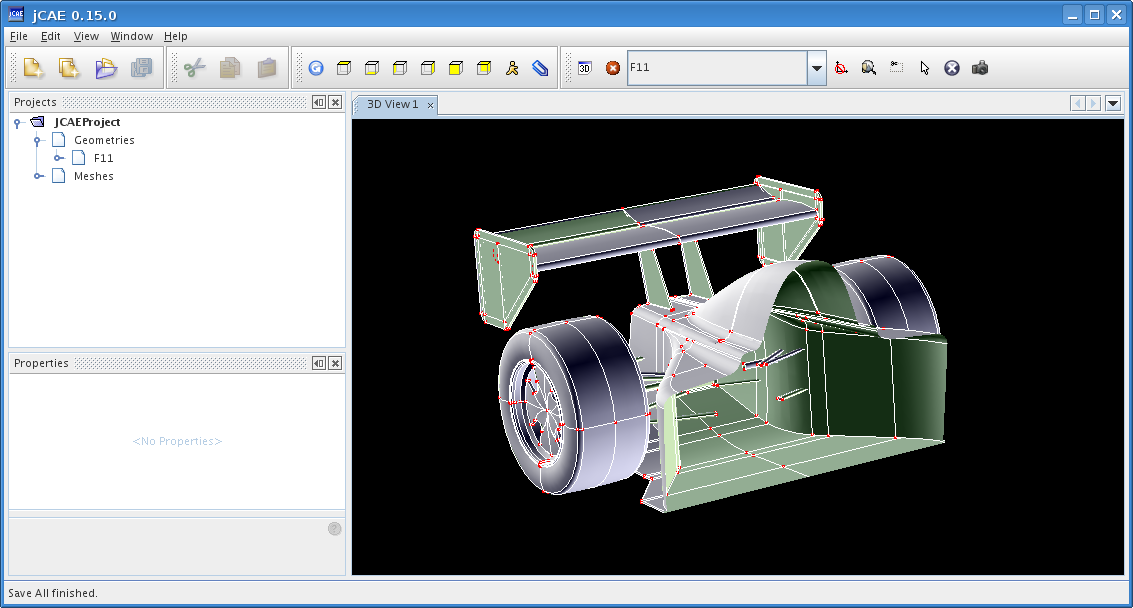 jCAE 0.15.0
File Edit View Window Help
3D F11
Projects
3D View 1
JCAEProject
Geometries
F11
Meshes
Properties
<No Properties>
Save All finished.